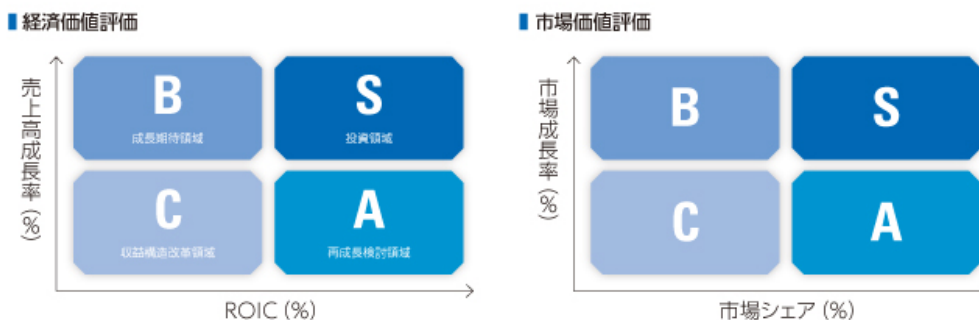 経済価値評価
売上高成長率(%)
B
成長期待領域
S
投資領域
C
収益構造改革領域
A
再成長検討領域
ROIC (%)
市場価値評価
市場成長率(%)
B
S
C
A
市場シェア (%)